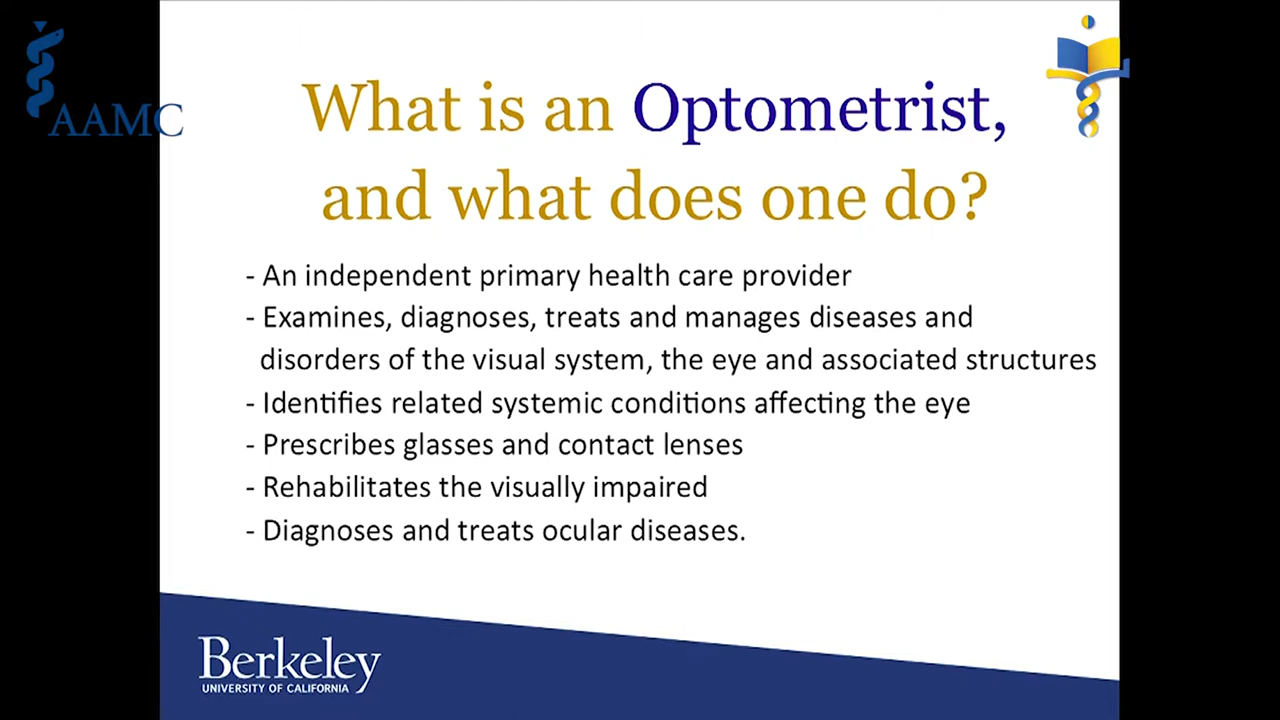 AAMC
What is an Optometrist,
and what does one do?
- An independent primary health care provider
- Examines, diagnoses, treats and manages diseases and
disorders of the visual system, the eye and associated structures
- Identifies related systemic conditions affecting the eye
- Prescribes glasses and contact lenses
- Rehabilitates the visually impaired
- Diagnoses and treats ocular diseases.
Berkeley
UNIVERSITY OF CALIFORNIA